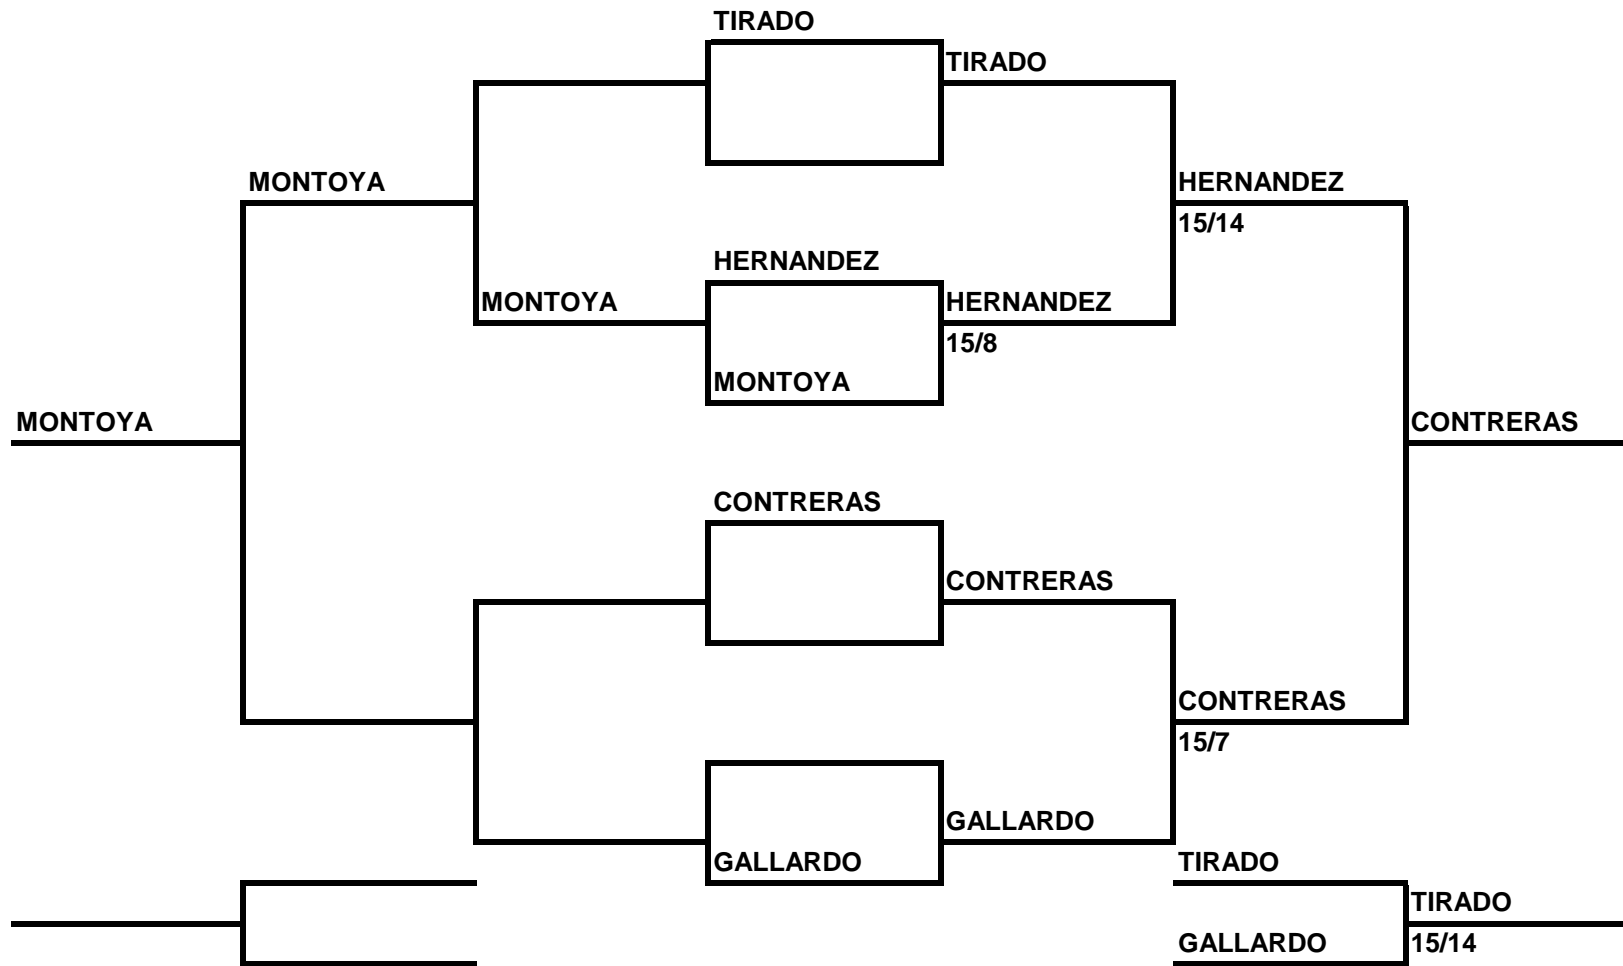 TIRADO
TIRADO
MONTOYA
HERNANDEZ
15/14
HERNANDEZ
MONTOYA
HERNANDEZ
15/8
MONTOYA
MONTOYA
CONTRERAS
CONTRERAS
CONTRERAS
CONTRERAS
15/7
GALLARDO
GALLARDO
TIRADO
TIRADO
GALLARDO
15/14